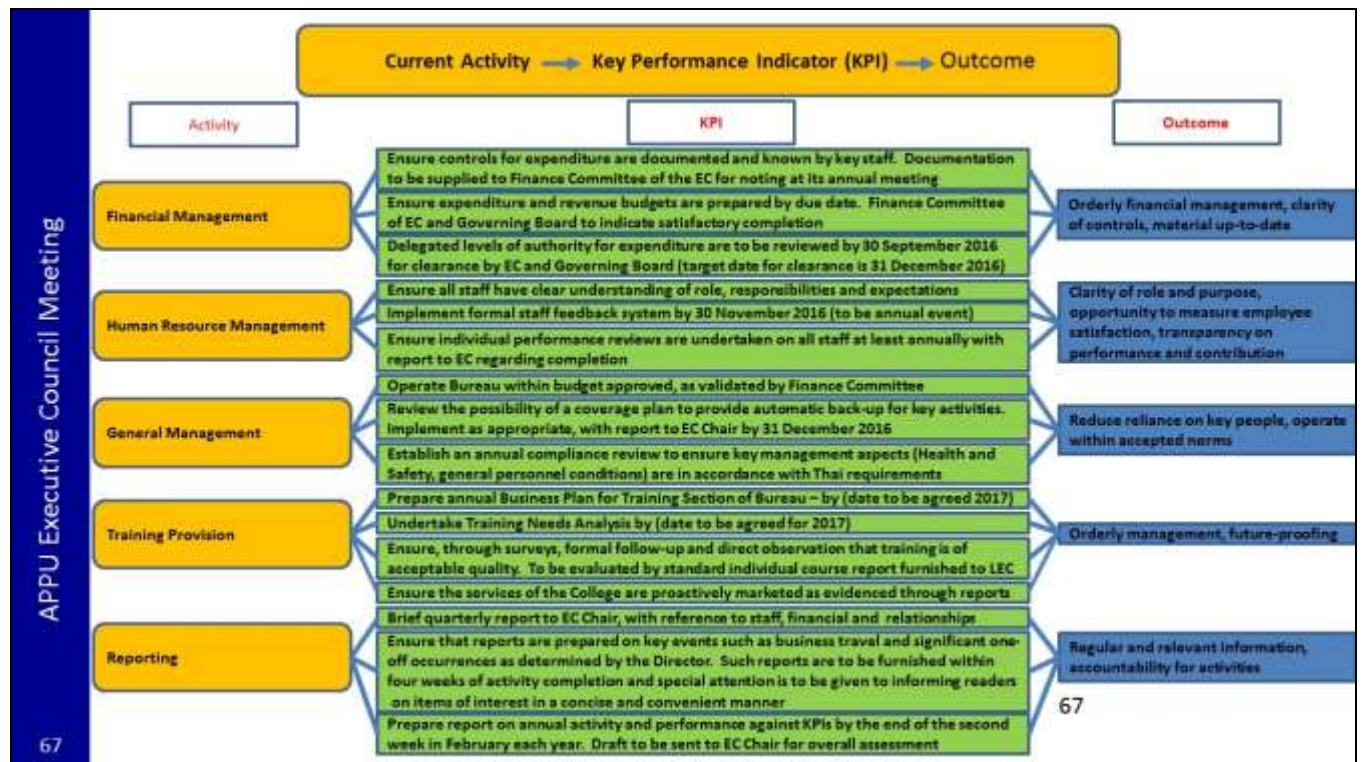 APPU Executive Council Meeting
67
Current Activity → Key Performance Indicator (KPI) → Outcome
Activity
KPI
Outcome
Financial Management
Ensure controls for expenditure are documented and known by key staff. Documentation
to be supplied to Finance Committee of the EC for noting at its annual meeting
Ensure expenditure and revenue budgets are prepared by due date. Finance Committee
of EC and Governing Board to indicate satisfactory completion
Delegated levels of authority for expenditure are to be reviewed by 30 September 2016
for clearance by EC and Governing Board (target date for clearance is 31 December 2016)
Orderly financial management, clarity
of controls, material up-to-date
Human Resource Management
Ensure all staff have clear understanding of role, responsibilities and expectations
Implement formal staff feedback system by 30 November 2016 (to be annual event)
Ensure individual performance reviews are undertaken on all staff at least annually with
report to EC regarding completion
Clarity of role and purpose,
opportunity to measure employee
satisfaction, transparency on
performance and contribution
General Management
Operate Bureau within budget approved, as validated by Finance Committee
Review the possibility of a coverage plan to provide automatic back-up for key activities.
Implement as appropriate, with report to EC Chair by 31 December 2016
Establish an annual compliance review to ensure key management aspects (Health and
Safety, general personnel conditions) are in accordance with Thai requirements
Reduce reliance on key people, operate
within accepted norms
Training Provision
Prepare annual Business Plan for Training Section of Bureau – by (date to be agreed 2017)
Undertake Training Needs Analysis by (date to be agreed for 2017)
Ensure, through surveys, formal follow-up and direct observation that training is of
acceptable quality. To be evaluated by standard individual course report furnished to LEC
Ensure the services of the College are proactively marketed as evidenced through reports
Orderly management, future-proofing
Reporting
Brief quarterly report to EC Chair, with reference to staff, financial and relationships
Ensure that reports are prepared on key events such as business travel and significant one-
off occurrences as determined by the Director. Such reports are to be furnished within
four weeks of activity completion and special attention is to be given to informing readers
on items of interest in a concise and convenient manner
Prepare report on annual activity and performance against KPIs by the end of the second
week in February each year. Draft to be sent to EC Chair for overall assessment
Regular and relevant information,
accountability for activities
67